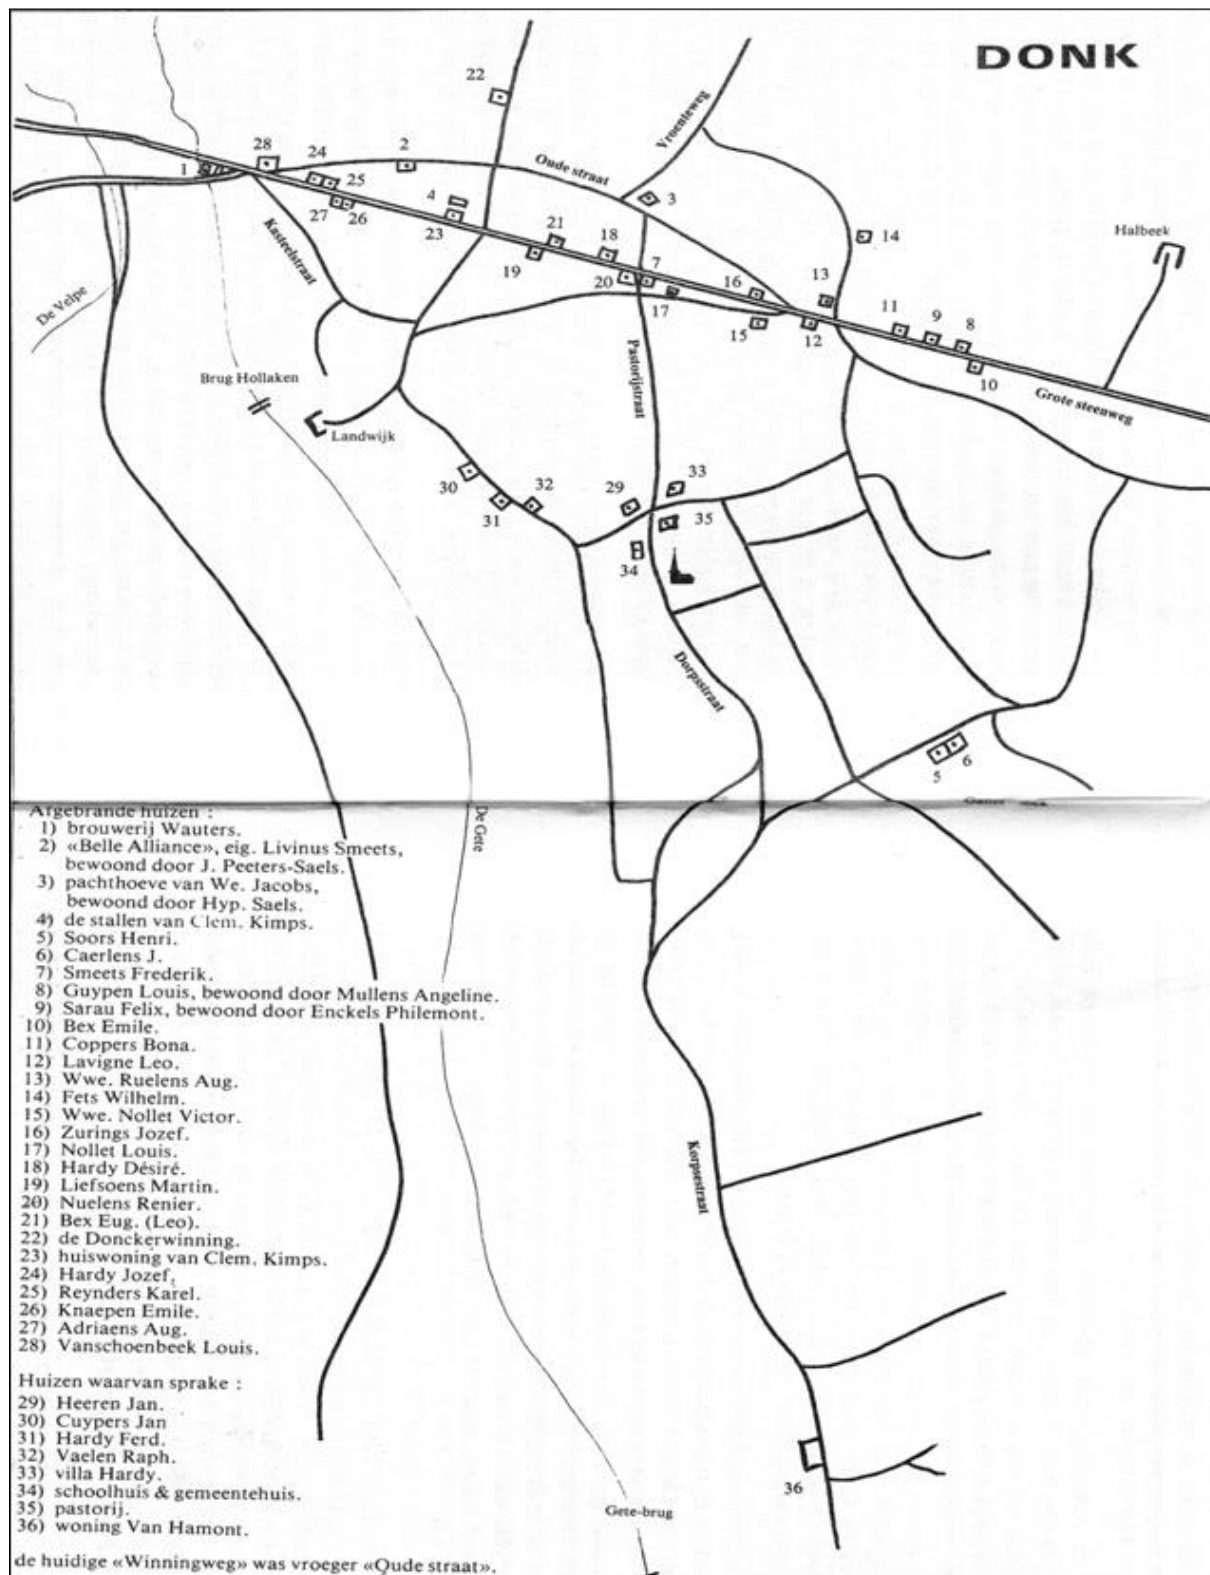 DONK
22
Vroenteweg
28
24
2
1
25
Oude straat
4
3
27
26
Kasteelstraat
23
21
18
14
Halbeek
19
7
16
13
20
17
11
9
8
15
12
10
De Velpe
Pastorijstraat
Brug Hollaken
Grote steenweg
Landwijk
33
30
32
29
31
35
34
Dorpsstraat
5
6
De Gete
Afgebrande huizen :
1) brouwerij Wauters.
2) «Belle Alliance», eig. Livinus Smeets,
bewoond door J. Peeters-Saels.
3) pachthoeve van We. Jacobs,
bewoond door Hyp. Saels.
4) de stallen van Clem. Kimps.
5) Soors Henri.
6) Caerlens J.
7) Smeets Frederik.
8) Guypen Louis, bewoond door Mullens Angeline.
9) Sarau Felix, bewoond door Enckels Philemont.
10) Bex Emile.
11) Coppers Bona.
12) Lavigne Leo.
13) Wwe. Ruelens Aug.
14) Fets Wilhelm.
15) Wwe. Nollet Victor.
16) Zurings Jozef.
17) Nollet Louis.
18) Hardy Désiré.
19) Liefsoens Martin.
20) Nuelens Renier.
21) Bex Eug. (Leo).
22) de Donckerwinning.
23) huiswoning van Clem. Kimps.
24) Hardy Jozef.
25) Reynders Karel.
26) Knaepen Emile.
27) Adriaens Aug.
28) Vanschoenbeek Louis.
Huizen waarvan sprake :
29) Heeren Jan.
30) Cuypers Jan
31) Hardy Ferd.
32) Vaelen Raph.
33) villa Hardy.
34) schoolhuis & gemeentehuis.
35) pastorij.
36) woning Van Hamont.
de huidige «Winningweg» was vroeger «Oude straat».
Korpsestraat
36
Gete-brug